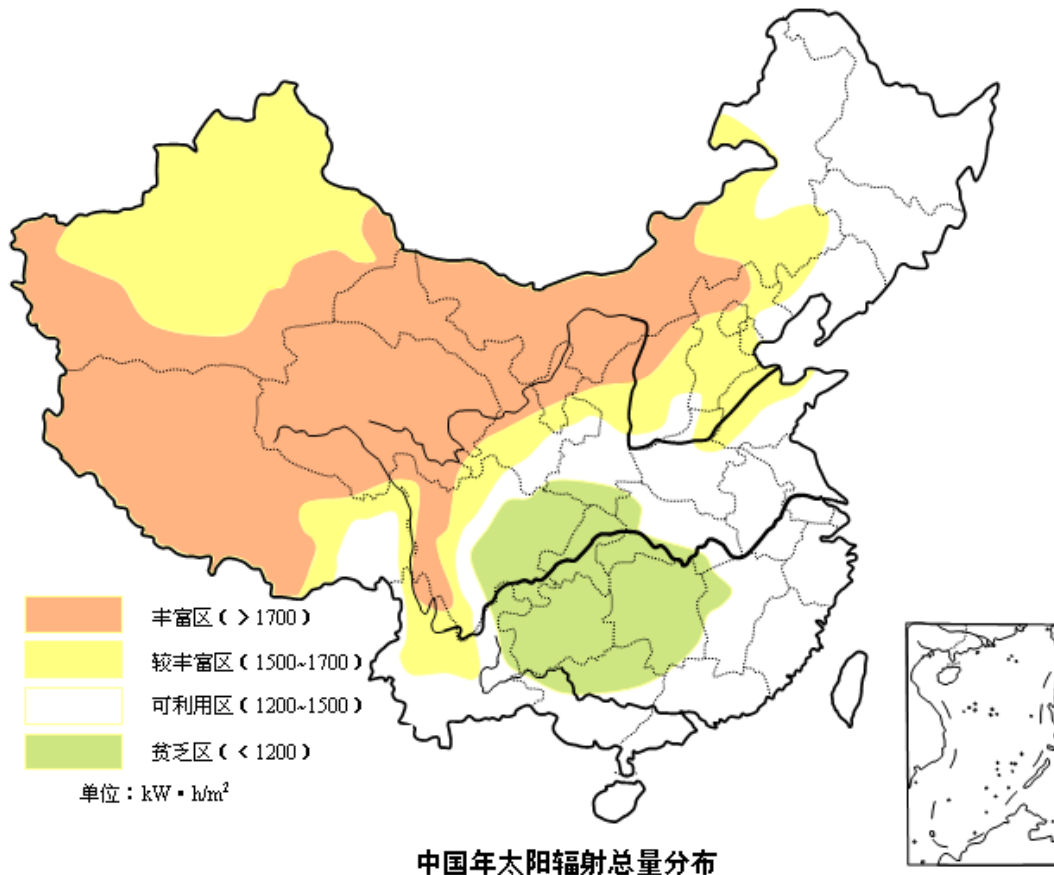 丰富区(>1700)
较丰富区(1500~1700)
可利用区(1200~1500)
贫乏区(<1200)
单位:kW·h/m²
中国年太阳辐射总量分布